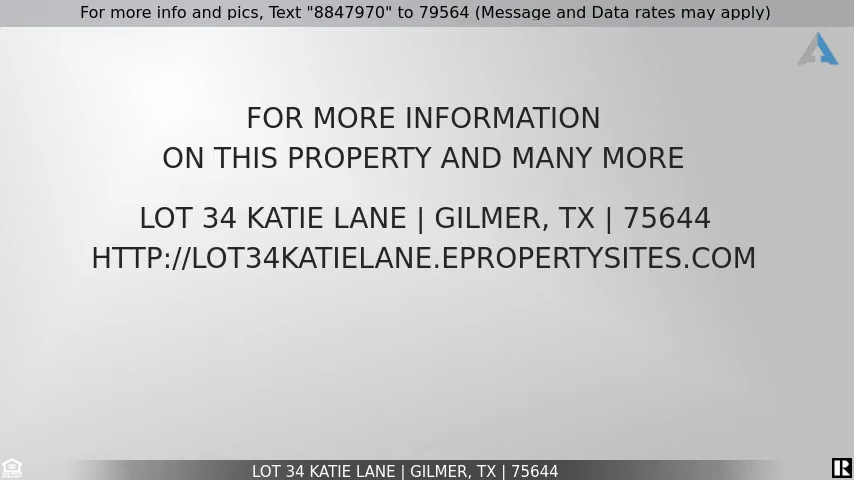 For more info and pics, Text "8847970" to 79564 (Message and Data rates may apply)
FOR MORE INFORMATION
ON THIS PROPERTY AND MANY MORE
LOT 34 KATIE LANE | GILMER, TX | 75644
HTTP://LOT34KATIELANE.EPROPERTYSITES.COM
LOT 34 KATIE LANE | GILMER, TX | 75644